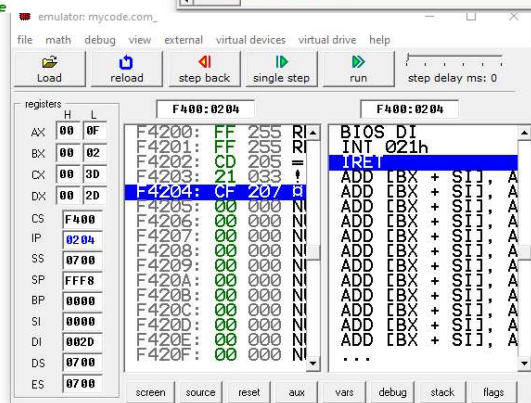 e
emulator: mycode.com_
file math debug view external virtual devices virtual drive help
Load reload step back single step run step delay ms: 0
registers F400:0204 F400:0204
H L
AX 00 0F
BX 00 02
CX 00 3D
DX 00 2D
CS F400
IP 0204
SS 0700
SP FFF8
BP 0000
SI 0000
DI 002D
DS 0700
ES 0700
F4200: FF 255 R
F4201: FF 255 R
F4202: CD 205 =
F4203: 21 033 !
F4204: CF 207 ¤
F4205: 00 000 N
F4206: 00 000 N
F4207: 00 000 N
F4208: 00 000 N
F4209: 00 000 N
F420A: 00 000 N
F420B: 00 000 N
F420C: 00 000 N
F420D: 00 000 N
F420E: 00 000 N
F420F: 00 000 N
BIOS DI
INT 021h
IRET
ADD [BX + SI], A
ADD [BX + SI], A
ADD [BX + SI], A
ADD [BX + SI], A
ADD [BX + SI], A
ADD [BX + SI], A
ADD [BX + SI], A
ADD [BX + SI], A
ADD [BX + SI], A
ADD [BX + SI], A
ADD [BX + SI], A
ADD [BX + SI], A
...
screen source reset aux vars debug stack flags